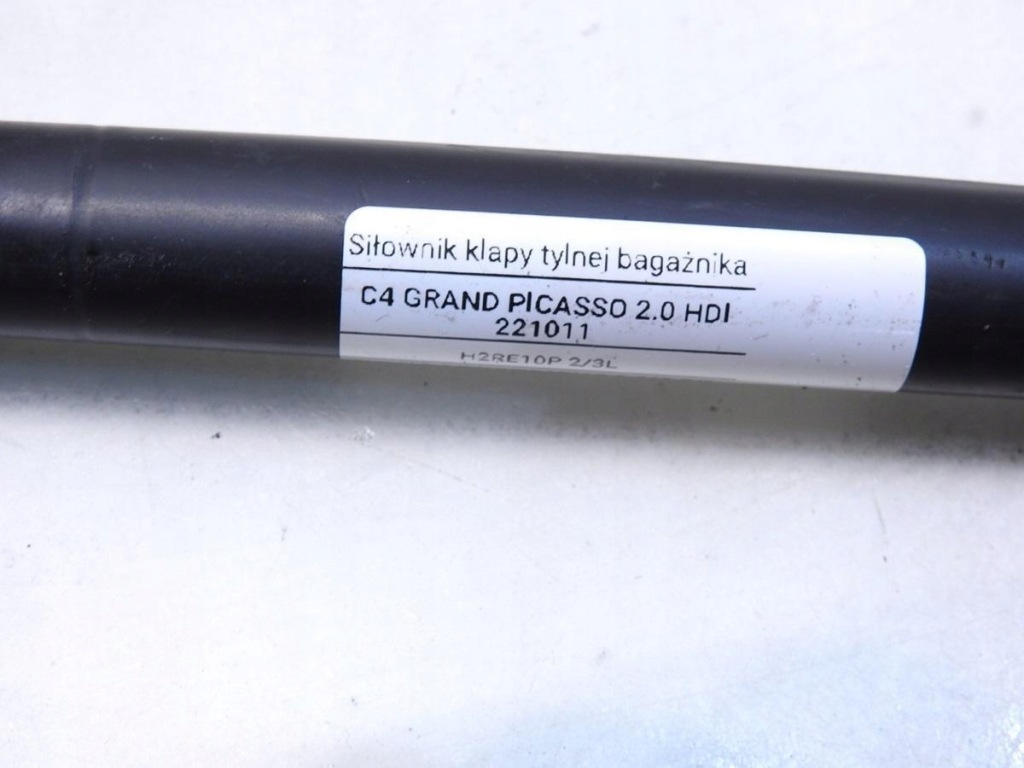 Siłownik klapy tylnej bagażnika
C4 GRAND PICASSO 2.0 HDI
221011
H2RE10P 2/3L